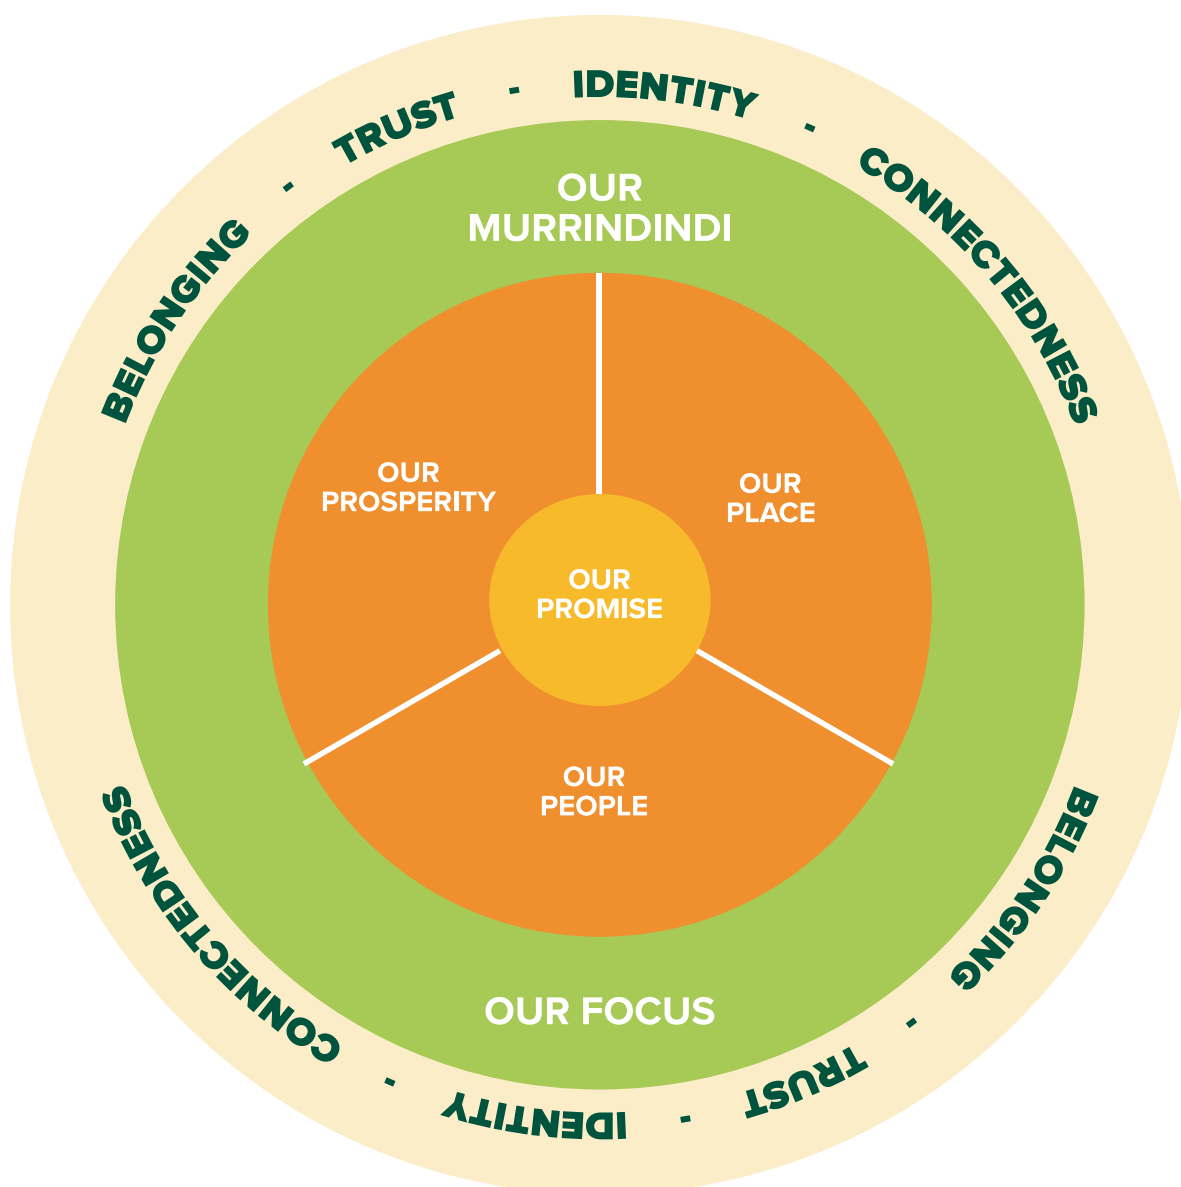 BELONGING · TRUST · IDENTITY · CONNECTEDNESS
OUR
MURRINDINDI
OUR
PROSPERITY
OUR
PLACE
OUR
PROMISE
OUR
PEOPLE
OUR FOCUS
BELONGING · TRUST · IDENTITY · CONNECTEDNESS